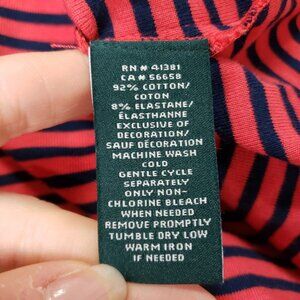 RN # 41381
CA # 56658
92% COTTON/
COTON
8% ELASTANE/
ÉLASTHANNE
EXCLUSIVE OF
DECORATION/
SAUF DÉCORATION
MACHINE WASH
COLD
GENTLE CYCLE
SEPARATELY
ONLY NON-
CHLORINE BLEACH
WHEN NEEDED
REMOVE PROMPTLY
TUMBLE DRY LOW
WARM IRON
IF NEEDED